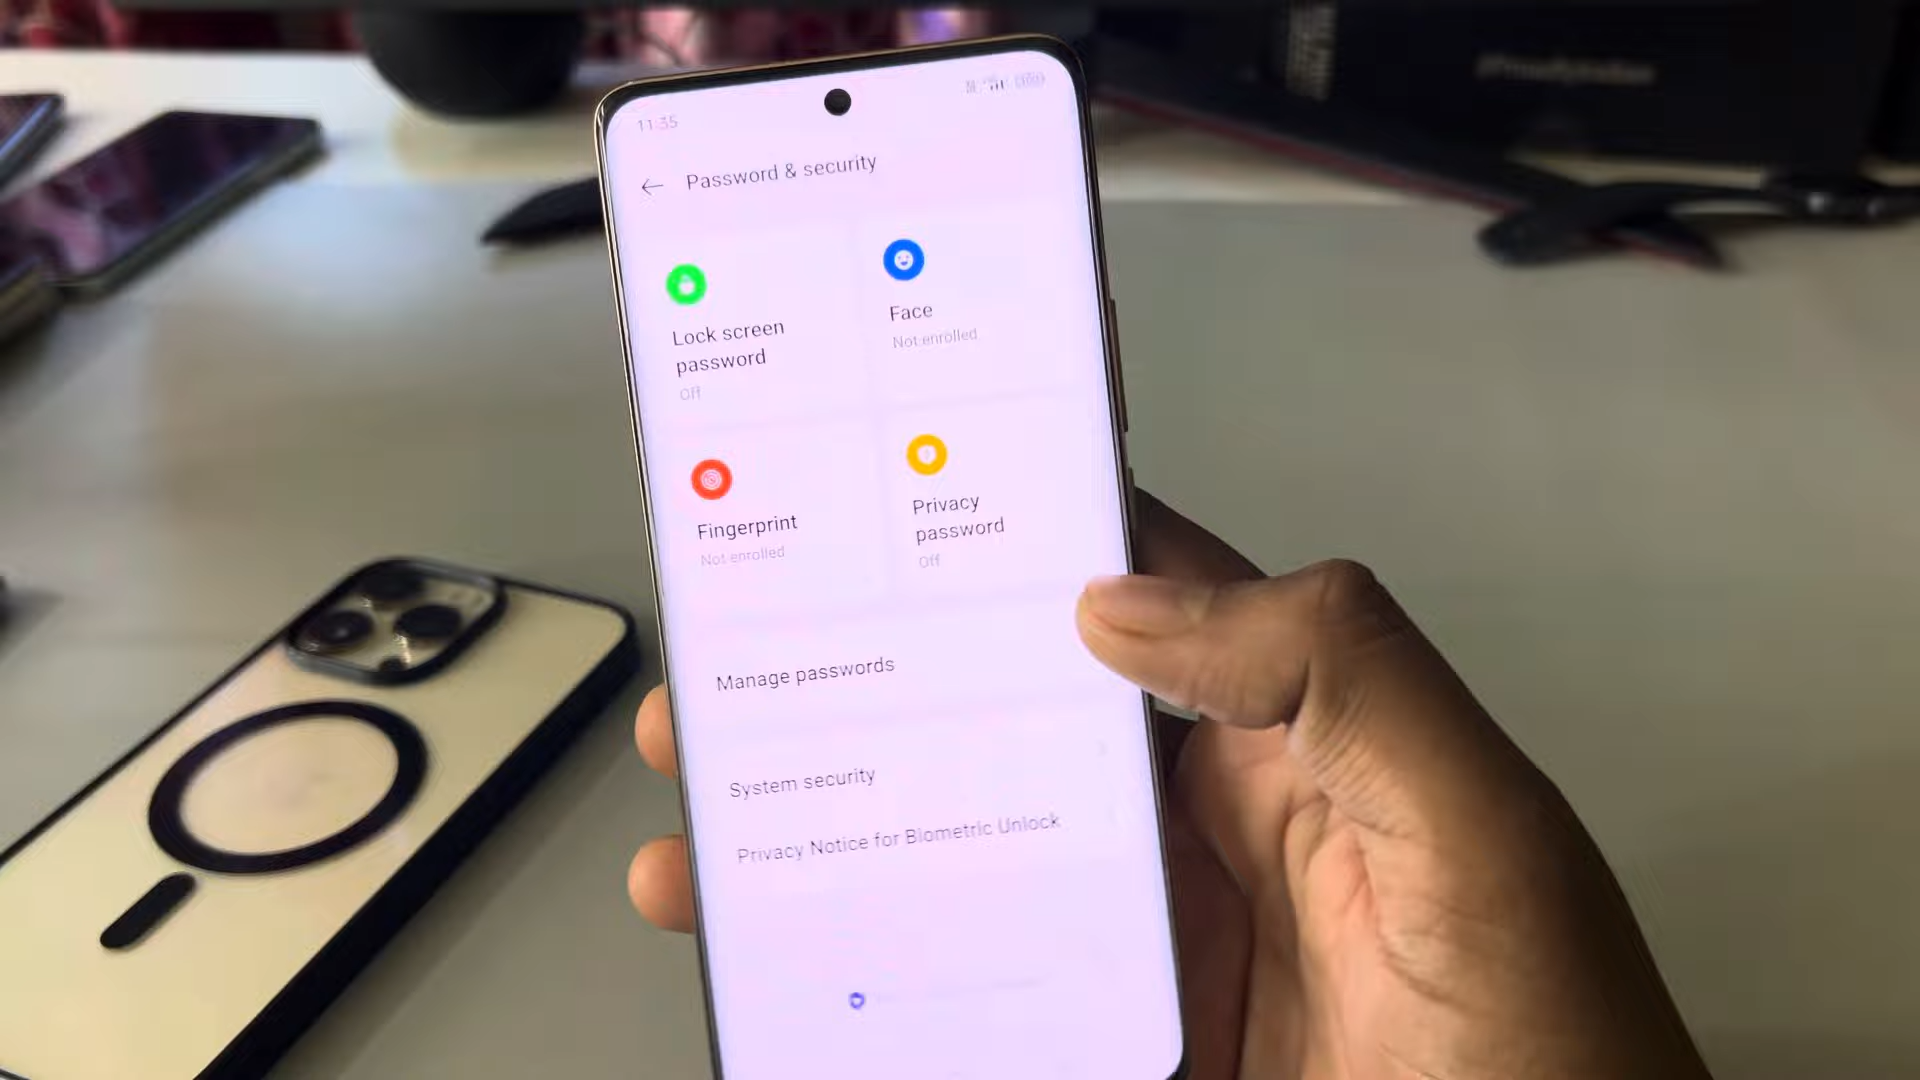 11:35
Password & security
Lock screen
password
Off
Face
Not enrolled
Fingerprint
Not enrolled
Privacy
password
Off
Manage passwords
System security
Privacy Notice for Biometric Unlock